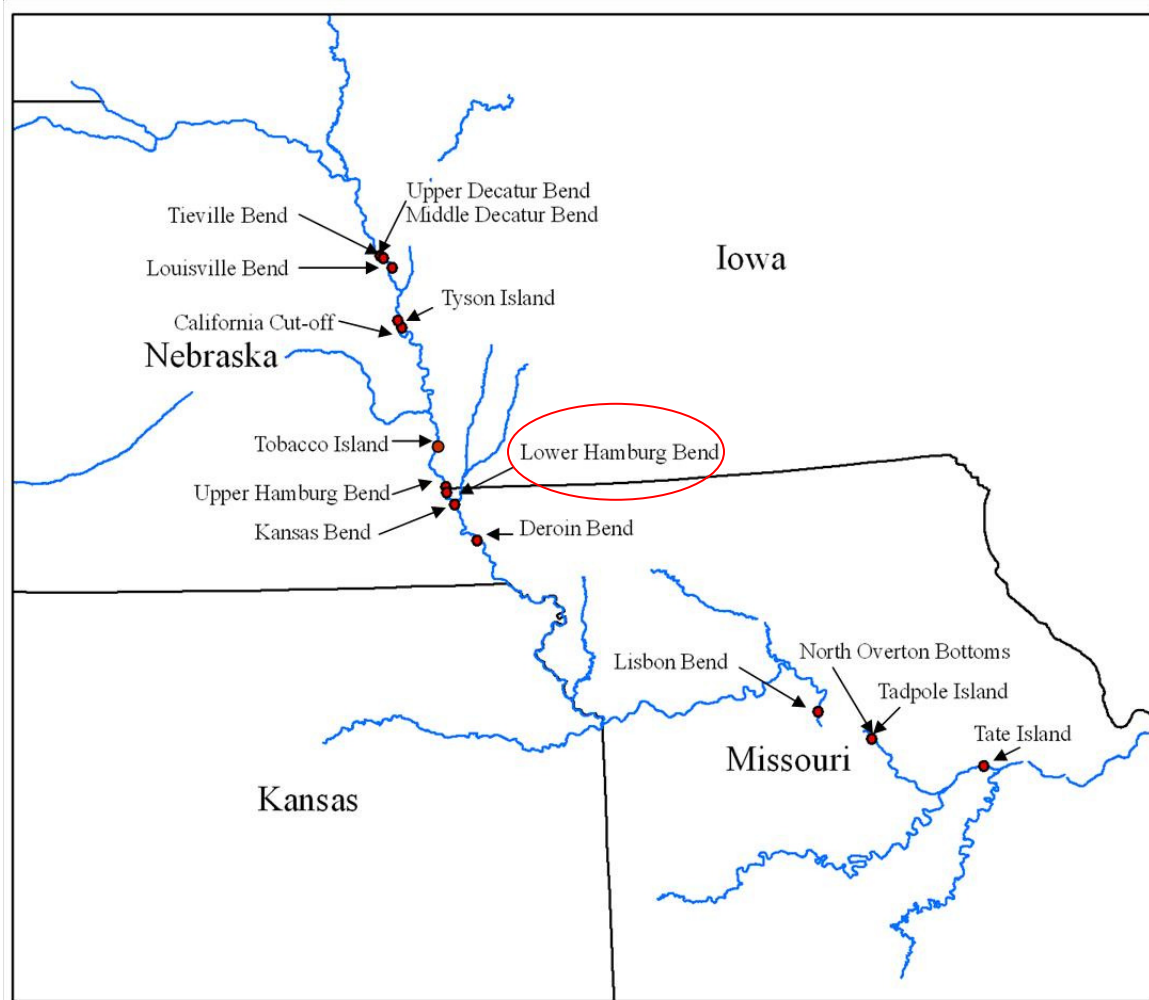 Upper Decatur Bend
Middle Decatur Bend
Tieville Bend
Iowa
Louisville Bend
Tyson Island
California Cut-off
Nebraska
Tobacco Island
Lower Hamburg Bend
Upper Hamburg Bend
Kansas Bend
Deroin Bend
North Overton Bottoms
Lisbon Bend
Tadpole Island
Tate Island
Missouri
Kansas